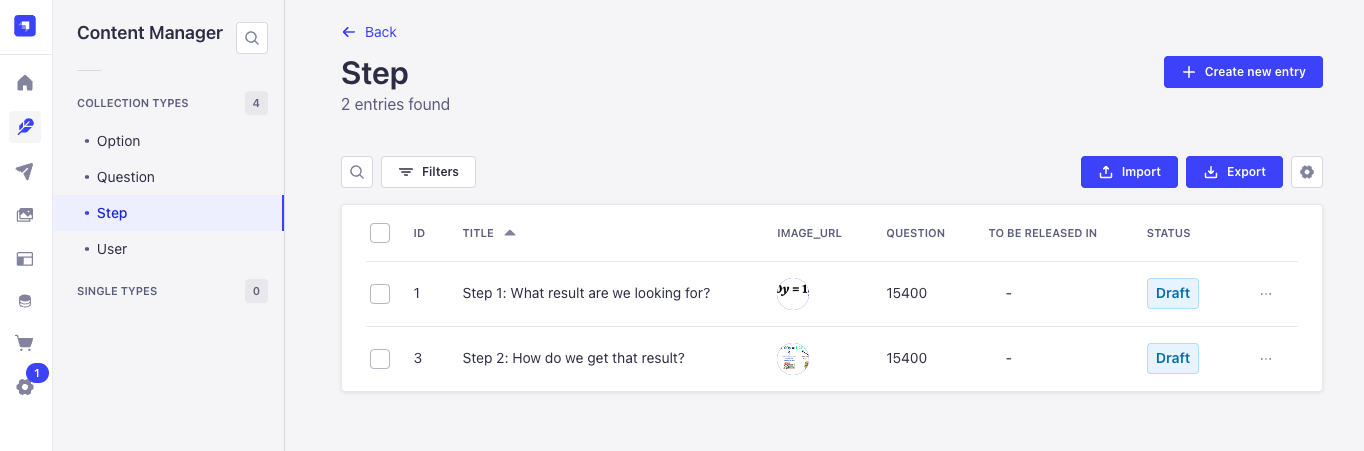 Content Manager
COLLECTION TYPES 4
Option
Question
Step
User
SINGLE TYPES 0
1
Back
Step
Create new entry
2 entries found
Filters
Import
Export
ID TITLE IMAGE_URL QUESTION TO BE RELEASED IN STATUS
1 Step 1: What result are we looking for? y = 1 15400 - Draft ...
3 Step 2: How do we get that result? 15400 - Draft ...